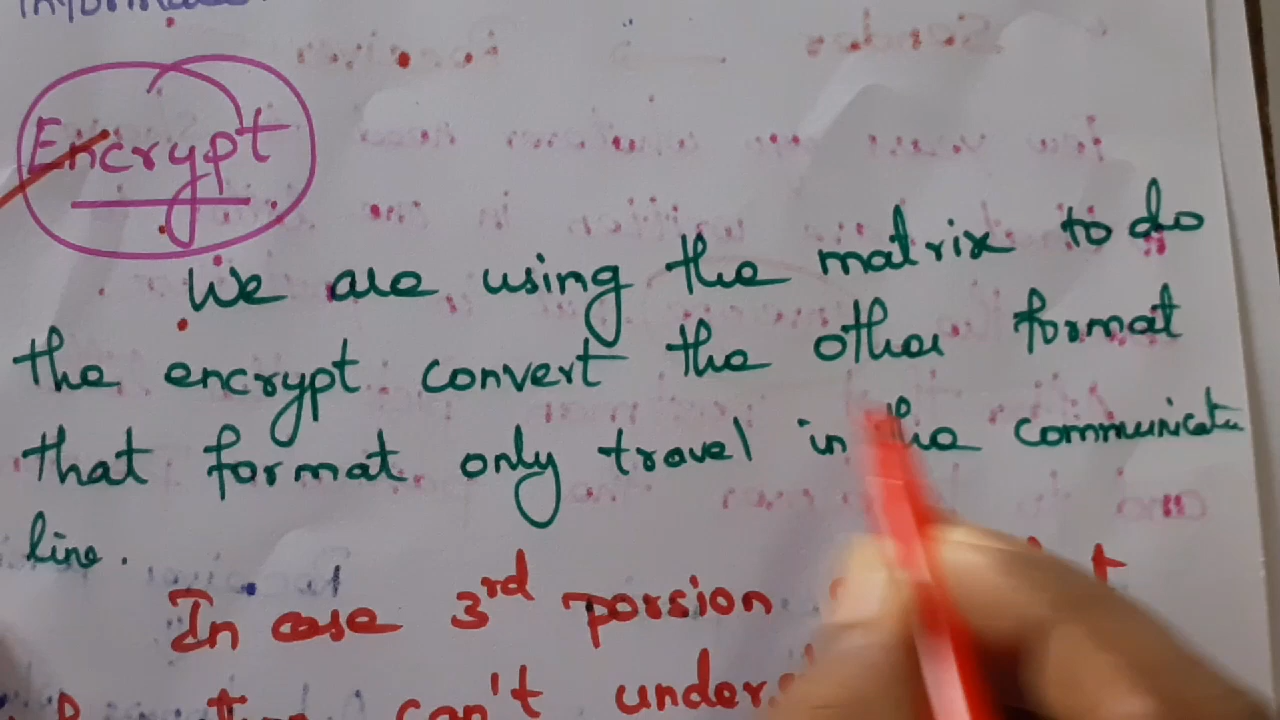 Encrypt
We are using the matrix to do
the encrypt convert the other format
that format only travel in the communicate
line.
In case 3rd porsion
can't